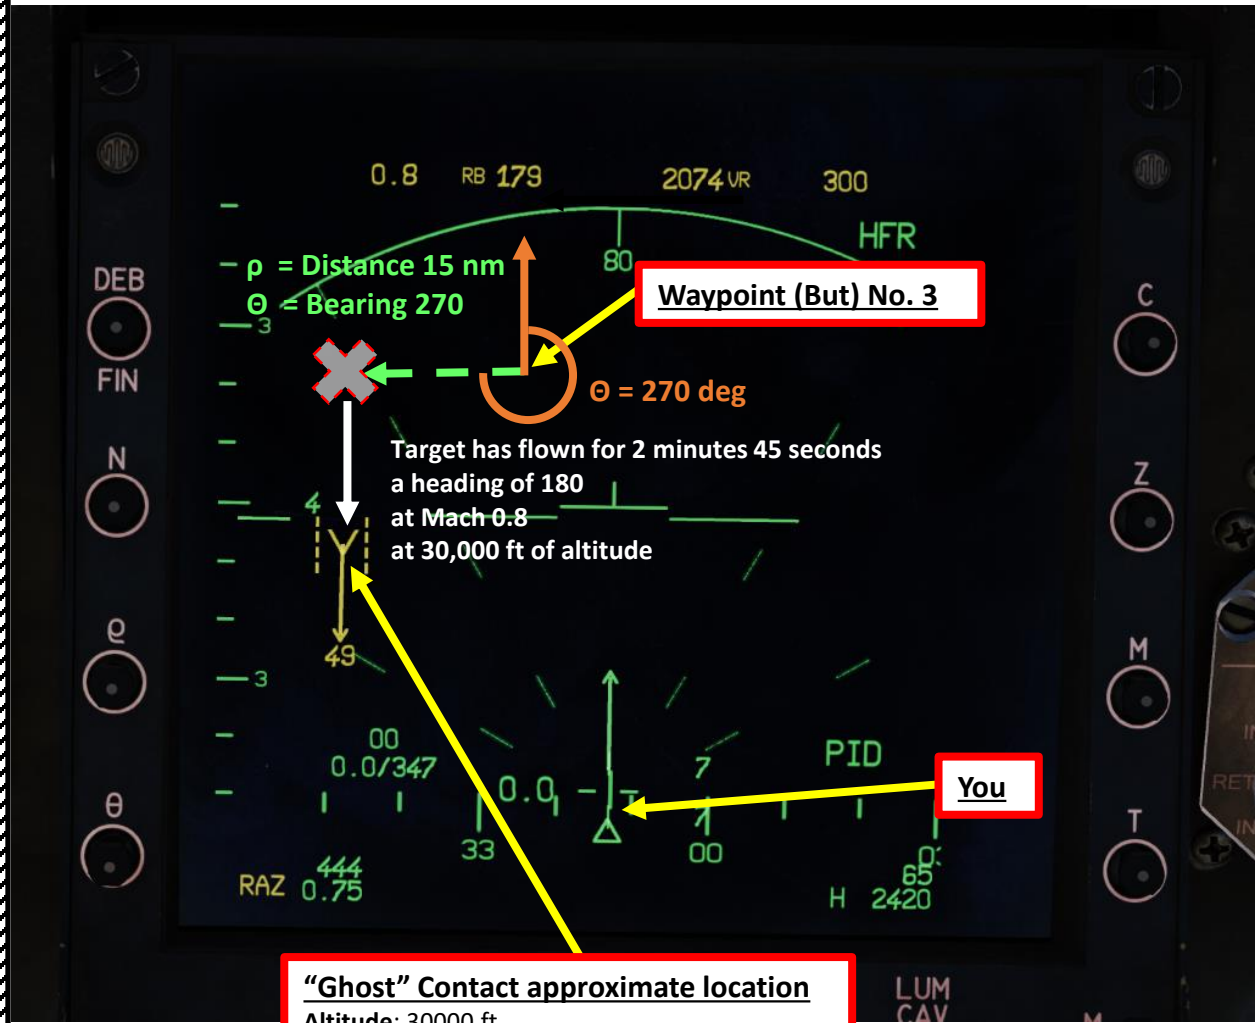 0.8 RB 179 2074 VR 300
HFR
80
ρ = Distance 15 nm
Θ = Bearing 270
Waypoint (But) No. 3
DEB
FIN
C
3
Θ = 270 deg
N
Z
Target has flown for 2 minutes 45 seconds
a heading of 180
at Mach 0.8
at 30,000 ft of altitude
4
ρ
M
49
3
00
0.0/347
0.0
7
PID
You
θ
T
33
00
RAZ 444
0.75
65
H 2420
"Ghost" Contact approximate location
Altitude: 30000 ft
LUM
CAV
M
RET